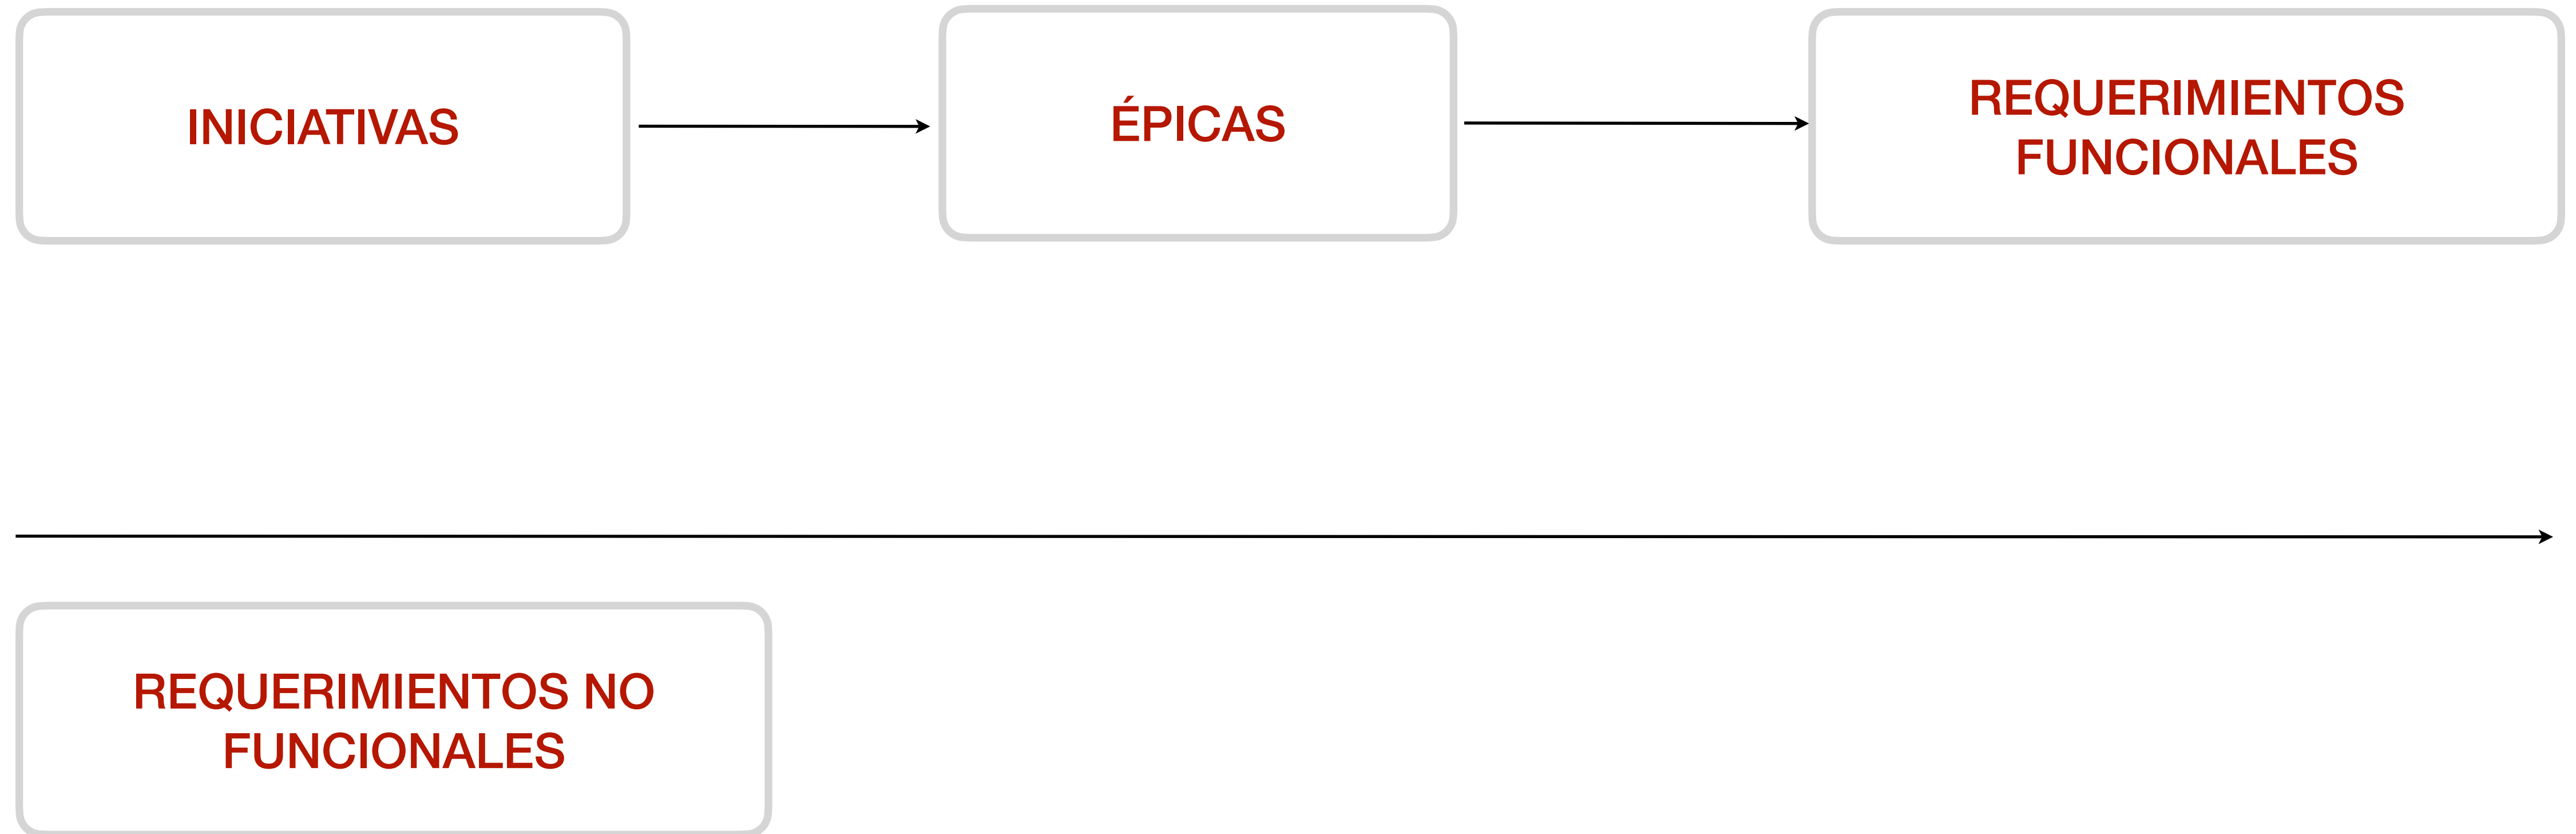 INICIATIVAS
ÉPICAS
REQUERIMIENTOS
FUNCIONALES
REQUERIMIENTOS NO
FUNCIONALES